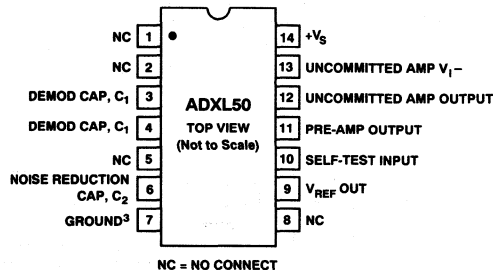 NC 1 14 +VS
NC 2 13 UNCOMMITTED AMP VI–
DEMOD CAP, C1 3 12 UNCOMMITTED AMP OUTPUT
ADXL50
DEMOD CAP, C1 4 11 PRE-AMP OUTPUT
TOP VIEW
(Not to Scale)
NC 5 10 SELF-TEST INPUT
NOISE REDUCTION
CAP, C2 6 9 VREF OUT
GROUND3 7 8 NC
NC = NO CONNECT